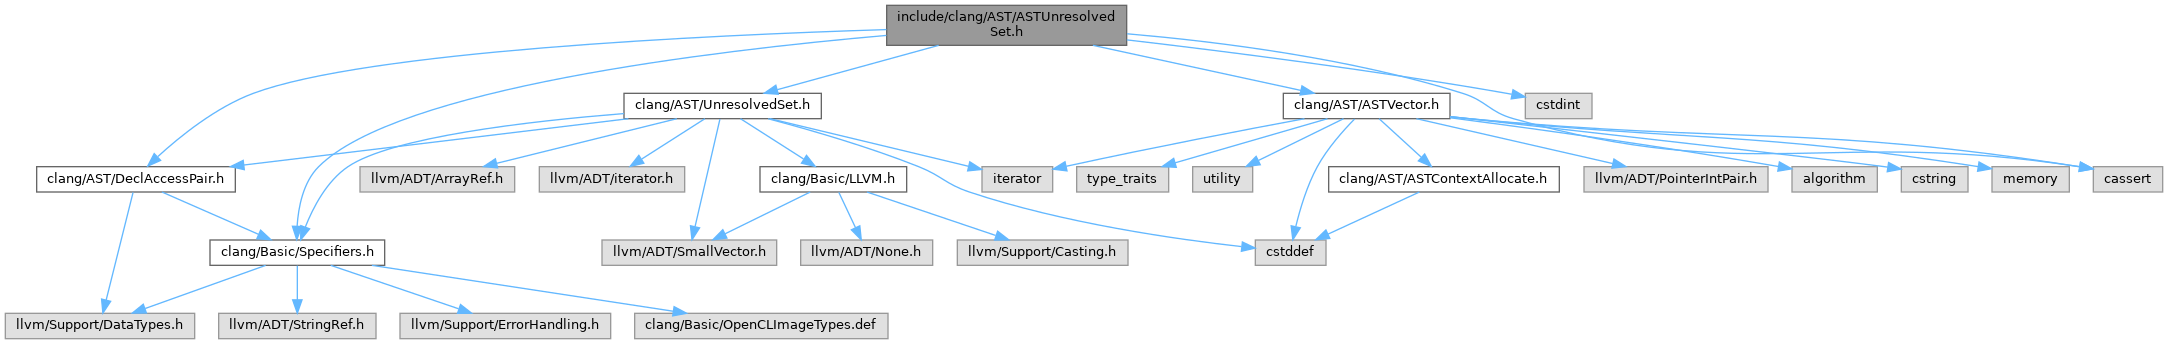 include/clang/AST/ASTUnresolved
Set.h
clang/AST/UnresolvedSet.h
clang/AST/ASTVector.h
cstdint
clang/AST/DeclAccessPair.h
llvm/ADT/ArrayRef.h
llvm/ADT/iterator.h
clang/Basic/LLVM.h
iterator
type_traits
utility
clang/AST/ASTContextAllocate.h
llvm/ADT/PointerIntPair.h
algorithm
cstring
memory
cassert
clang/Basic/Specifiers.h
llvm/ADT/SmallVector.h
llvm/ADT/None.h
llvm/Support/Casting.h
cstddef
llvm/Support/DataTypes.h
llvm/ADT/StringRef.h
llvm/Support/ErrorHandling.h
clang/Basic/OpenCLImageTypes.def